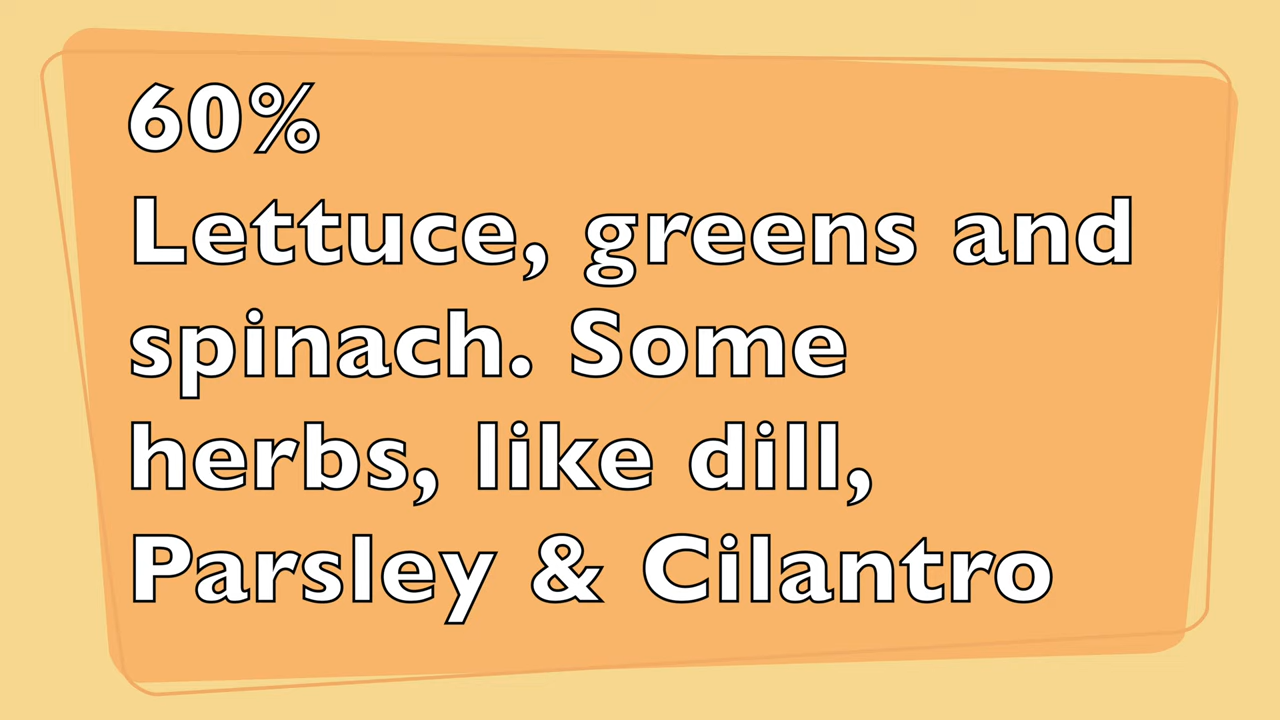 60%
Lettuce, greens and
spinach. Some
herbs, like dill,
Parsley & Cilantro